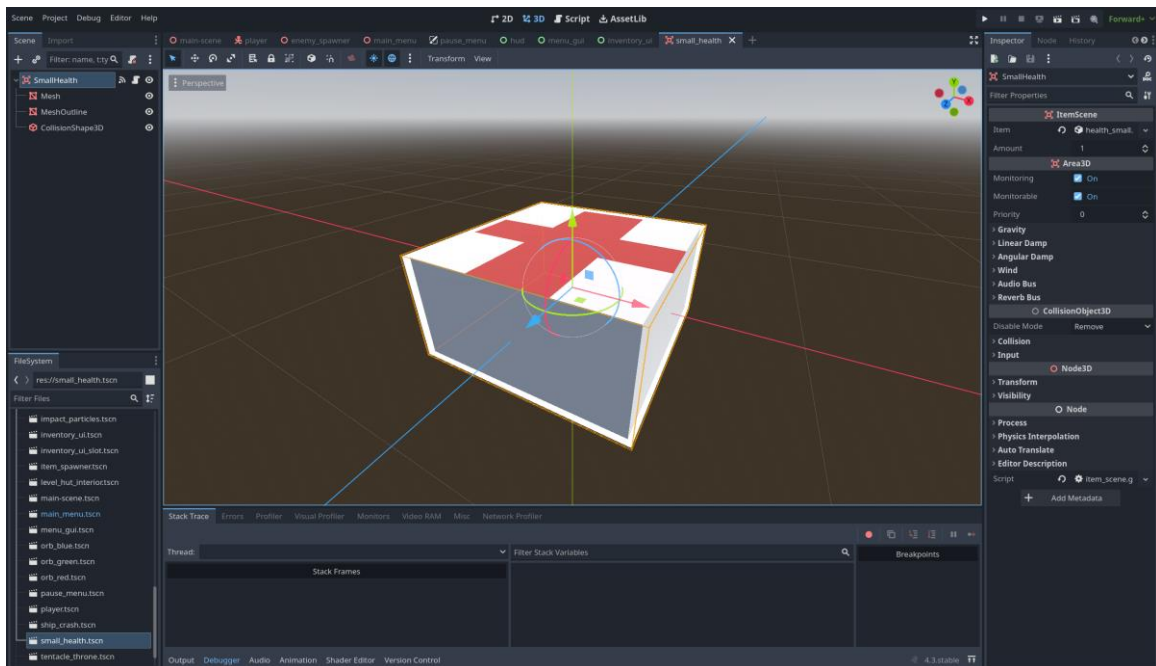 Scene Project Debug Editor Help
2D 3D Script AssetLib
Forward+
Scene Import
main-scene player enemy_spawner main_menu pause_menu hud menu_gui inventory_ui small_health
Inspector Node History
Filter: name, t:ty
Transform View
SmallHealth
Mesh
MeshOutline
CollisionShape3D
Perspective
Y
X
Z
SmallHealth
Filter Properties
ItemScene
Item health_small.
Amount 1
Area3D
Monitoring On
Monitorable On
Priority 0
Gravity
Linear Damp
Angular Damp
Wind
Audio Bus
Reverb Bus
CollisionObject3D
Disable Mode Remove
Collision
Input
Node3D
Transform
Visibility
Node
Process
Physics Interpolation
Auto Translate
Editor Description
Script item_scene.g
Add Metadata
FileSystem
res://small_health.tscn
Filter Files
impact_particles.tscn
inventory_ui.tscn
inventory_ui_slot.tscn
item_spawner.tscn
level_hut_interior.tscn
main-scene.tscn
main_menu.tscn
menu_gui.tscn
orb_blue.tscn
orb_green.tscn
orb_red.tscn
pause_menu.tscn
player.tscn
ship_crash.tscn
small_health.tscn
tentacle_throne.tscn
Stack Trace Errors Profiler Visual Profiler Monitors Video RAM Misc Network Profiler
Thread:
Filter Stack Variables
Breakpoints
Stack Frames
Output Debugger Audio Animation Shader Editor Version Control
4.3.stable